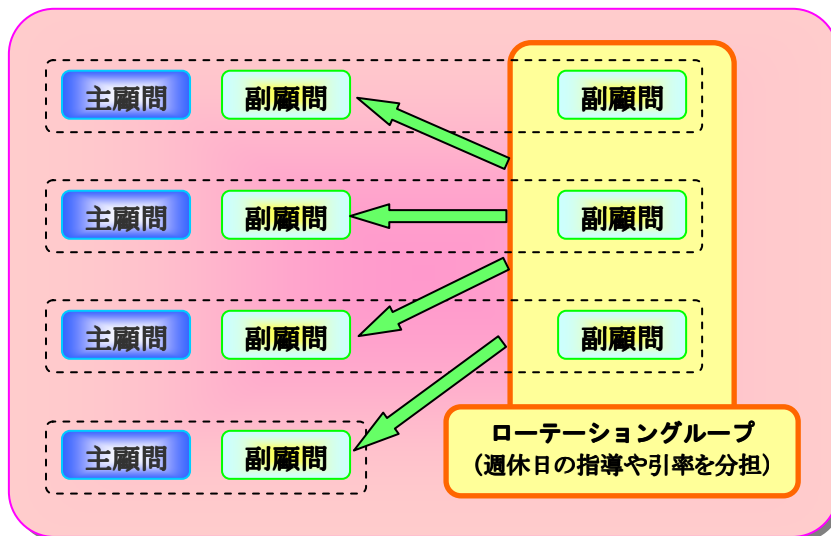 主顧問 副顧問 副顧問
主顧問 副顧問 副顧問
主顧問 副顧問 副顧問
主顧問 副顧問
ローテーショングループ
（週休日の指導や引率を分担）